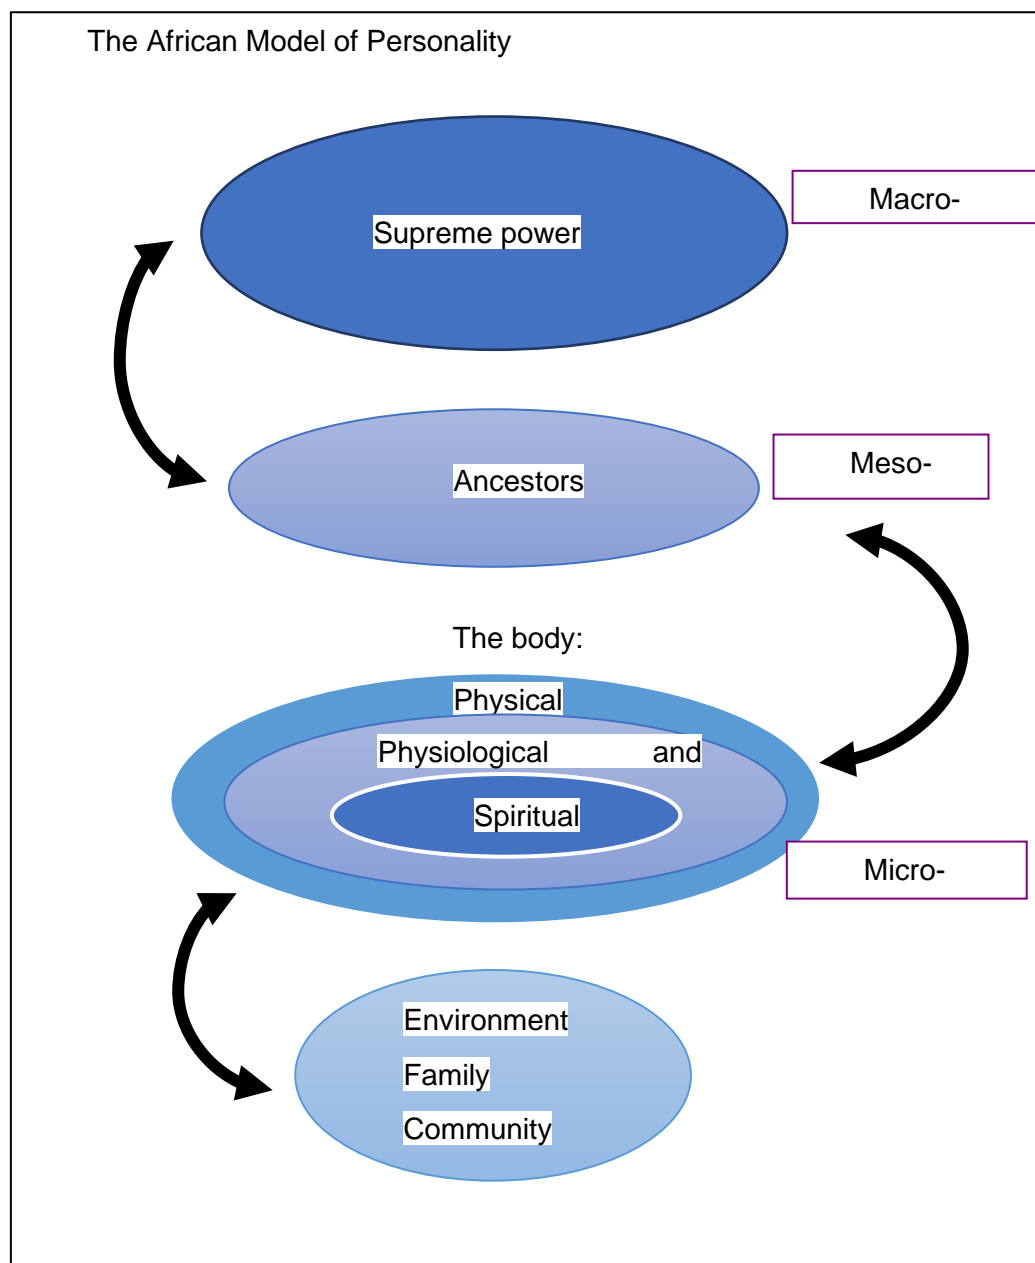 The African Model of Personality
Macro-
Supreme power
Meso-
Ancestors
The body:
Physical
Physiological and
Spiritual
Micro-
Environment
Family
Community